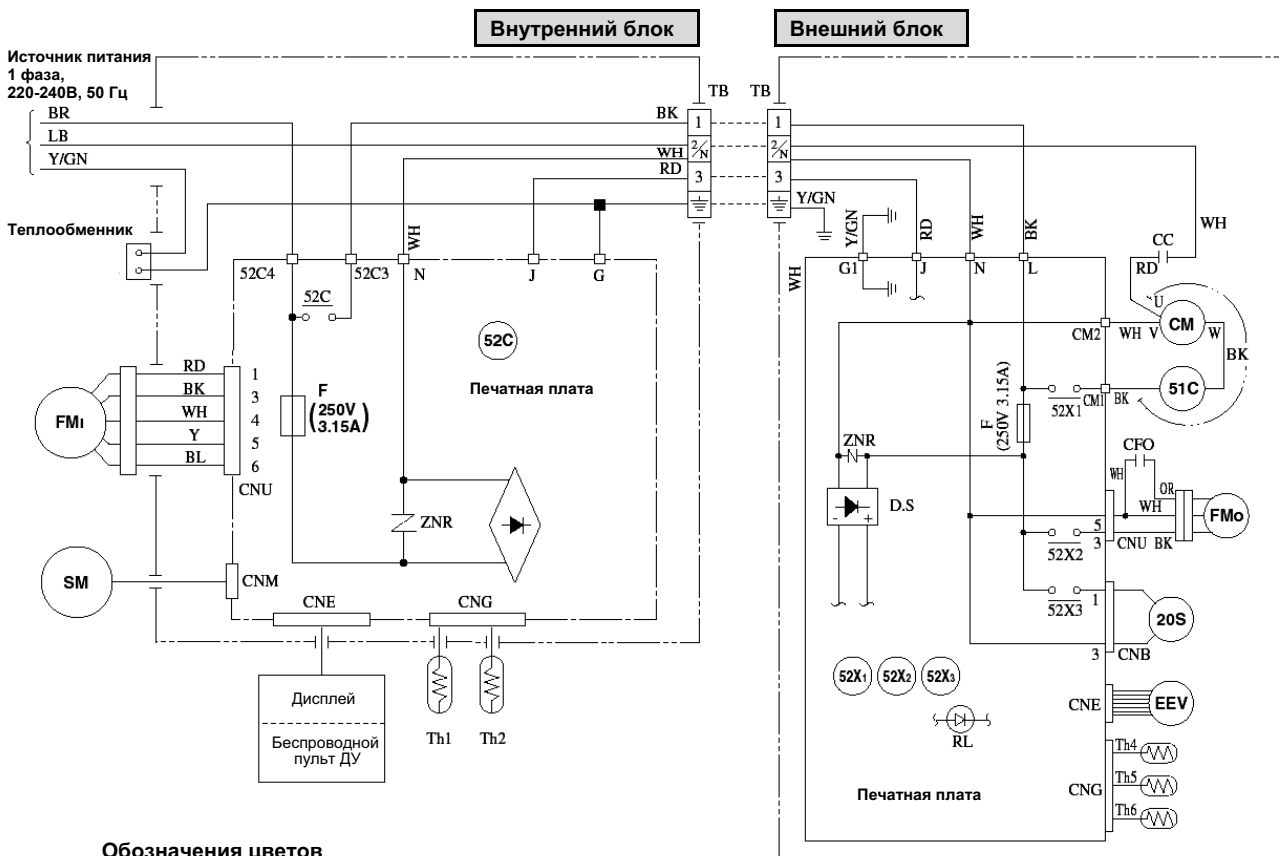 Внутренний блок
Внешний блок
Источник питания
1 фаза,
220-240В, 50 Гц
BR
LB
Y/GN
Теплообменник
TB
TB
BK
WH
RD
1
2/N
3
1
2/N
3
Y/GN
WH
52C4
52C3
N
J
G
52C
52C
Печатная плата
F
(250V
3.15A)
ZNR
FMI
RD
BK
WH
Y
BL
1
3
4
5
6
CNU
SM
CNM
CNE
CNG
Дисплей
Беспроводной
пульт ДУ
Th1
Th2
WH
Y/GN
RD
WH
BK
G1
J
N
L
WH
CC
RD
U
CM
CM2
WH
V
W
BK
51C
52X1
CM1
BK
F
(250V 3.15A)
ZNR
D.S
- +
CFO
WH
OR
WH
FMo
5
3
CNU
BK
52X2
52X3
1
20S
3
CNB
52X1
52X2
52X3
CNE
EEV
RL
Th4
CNG
Th5
Th6
Печатная плата
Обозначения цветов